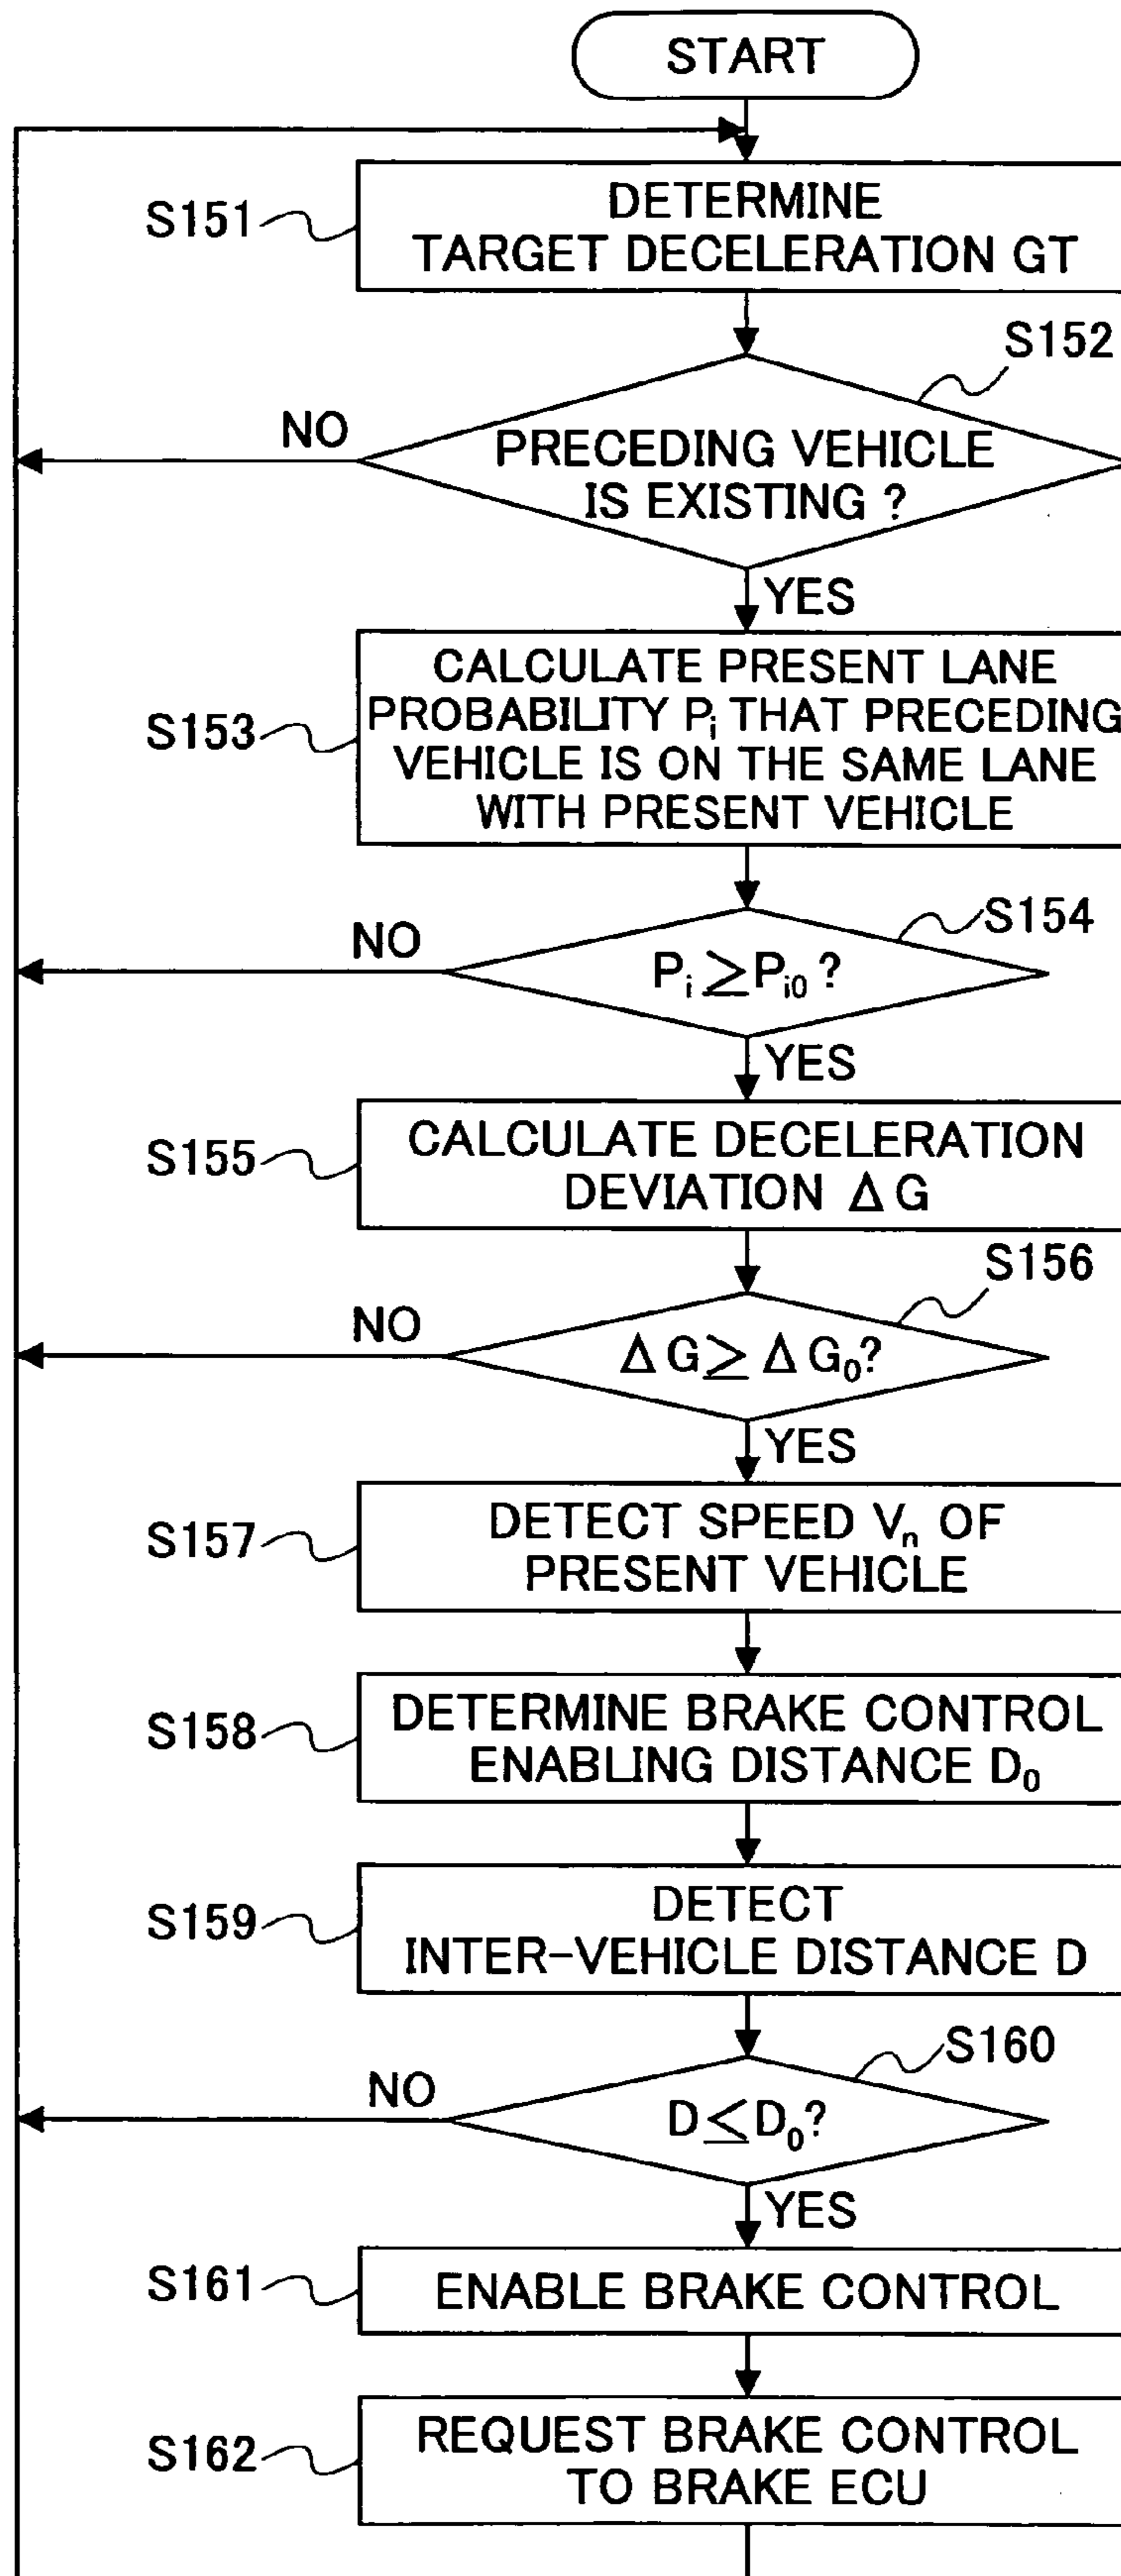 START
S151
DETERMINE
TARGET DECELERATION GT
S152
NO
PRECEDING VEHICLE
IS EXISTING ?
YES
S153
CALCULATE PRESENT LANE
PROBABILITY Pi THAT PRECEDING
VEHICLE IS ON THE SAME LANE
WITH PRESENT VEHICLE
S154
NO
Pi ≥ Pi0 ?
YES
S155
CALCULATE DECELERATION
DEVIATION Δ G
S156
NO
Δ G ≥ Δ G0?
YES
S157
DETECT SPEED Vn OF
PRESENT VEHICLE
S158
DETERMINE BRAKE CONTROL
ENABLING DISTANCE D0
S159
DETECT
INTER-VEHICLE DISTANCE D
S160
NO
D ≤ D0?
YES
S161
ENABLE BRAKE CONTROL
S162
REQUEST BRAKE CONTROL
TO BRAKE ECU